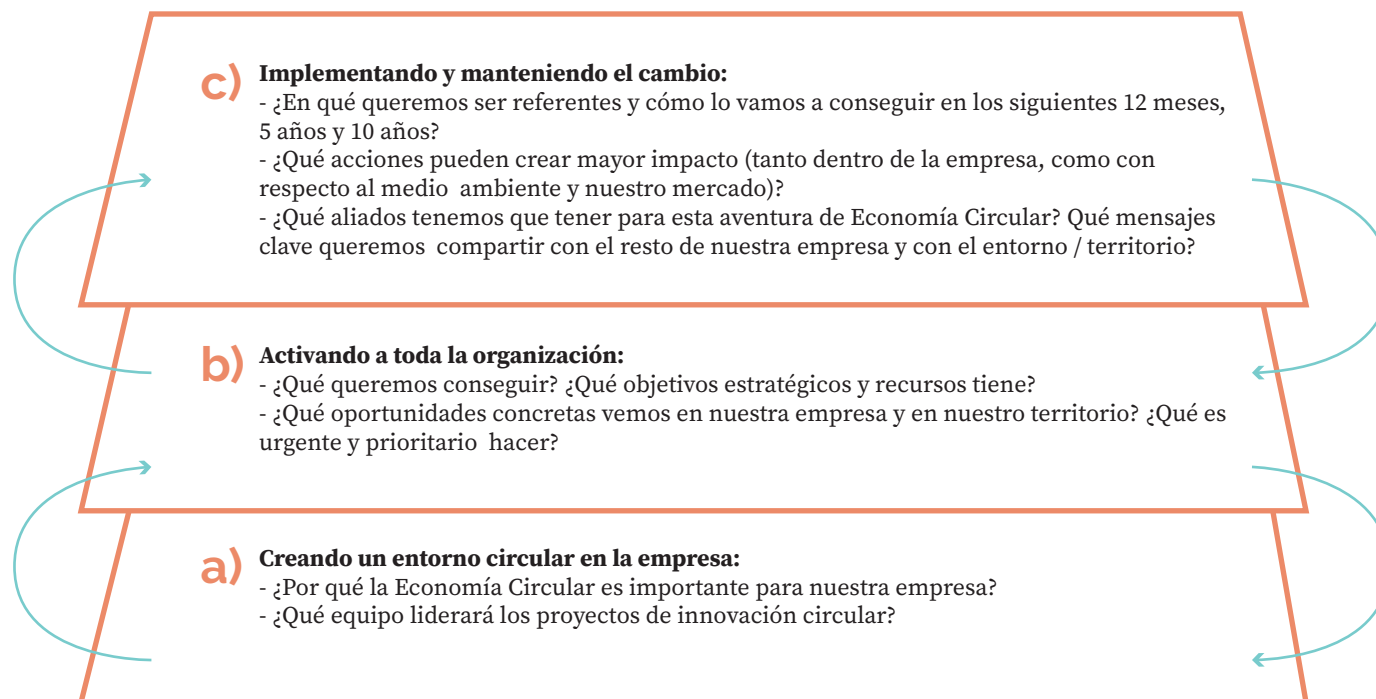 c) Implementando y manteniendo el cambio:
- ¿En qué queremos ser referentes y cómo lo vamos a conseguir en los siguientes 12 meses,
5 años y 10 años?
- ¿Qué acciones pueden crear mayor impacto (tanto dentro de la empresa, como con
respecto al medio  ambiente y nuestro mercado)?
- ¿Qué aliados tenemos que tener para esta aventura de Economía Circular? Qué mensajes
clave queremos  compartir con el resto de nuestra empresa y con el entorno / territorio?
b) Activando a toda la organización:
- ¿Qué queremos conseguir? ¿Qué objetivos estratégicos y recursos tiene?
- ¿Qué oportunidades concretas vemos en nuestra empresa y en nuestro territorio? ¿Qué es
urgente y prioritario  hacer?
a) Creando un entorno circular en la empresa:
- ¿Por qué la Economía Circular es importante para nuestra empresa?
- ¿Qué equipo liderará los proyectos de innovación circular?